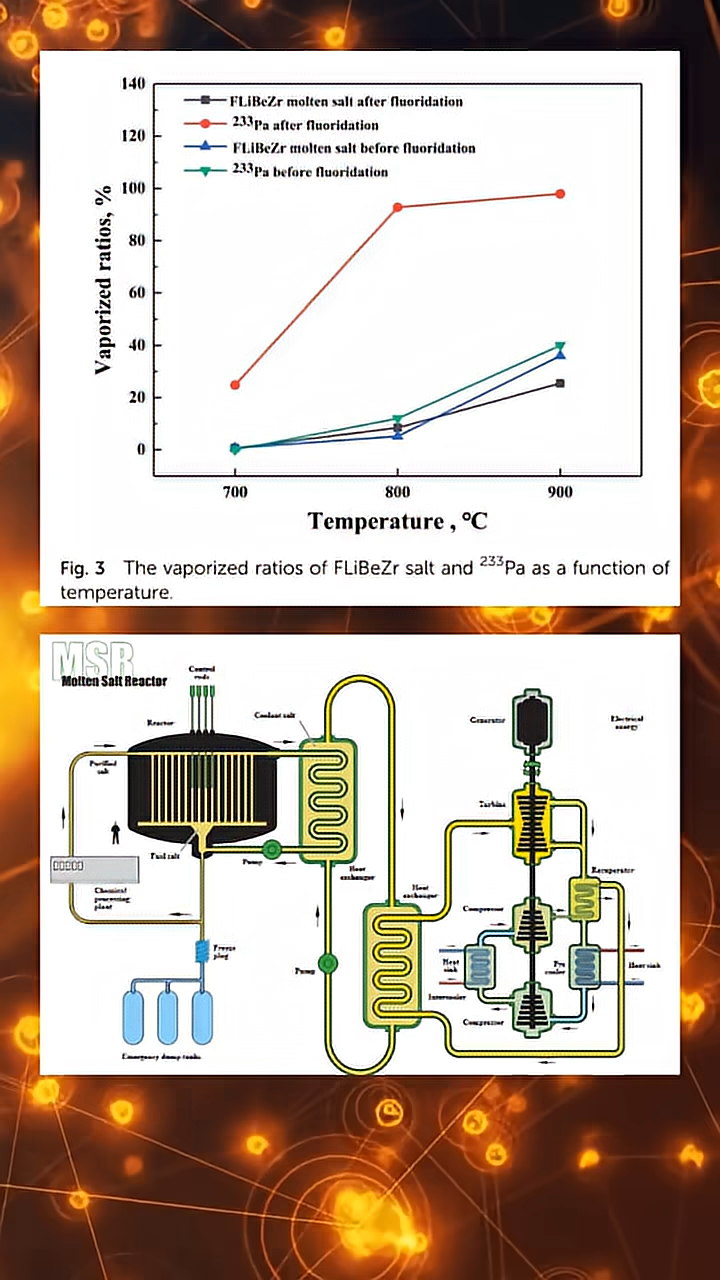 140
120
100
80
60
40
20
0
Vaporized ratios, %
FLiBeZr molten salt after fluoridation
²³³Pa after fluoridation
FLiBeZr molten salt before fluoridation
²³³Pa before fluoridation
700 800 900
Temperature , °C
Fig. 3 The vaporized ratios of FLiBeZr salt and ²³³Pa as a function of
temperature.
MSR
Molten Salt Reactor
Control
rods
Reactor
Coolant salt
Purified
salt
Fuel salt
Pump
Heat
exchanger
Chemical
processing
plant
Freeze
plug
Emergency dump tanks
Pump
Heat
exchanger
Generator
Electrical
energy
Turbine
Recuperator
Compressor
Heat
sink
Pre
cooler
Heat sink
Intercooler
Compressor